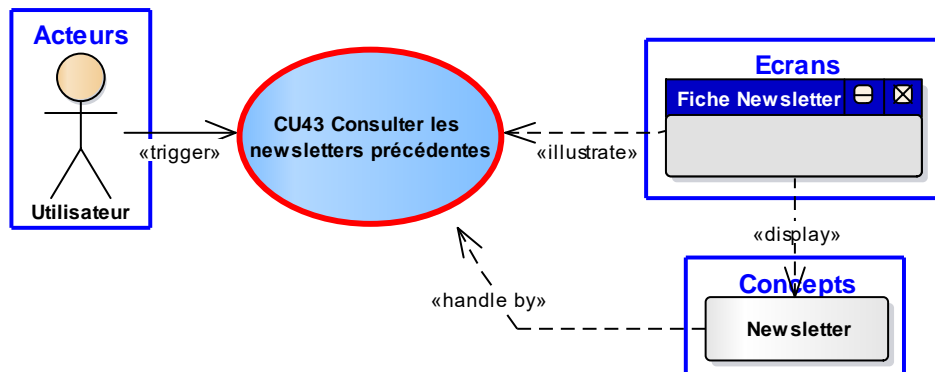 Acteurs
Utilisateur
«trigger»
CU43 Consulter les
newsletters précédentes
«illustrate»
Ecrans
Fiche Newsletter
«display»
«handle by»
Concepts
Newsletter